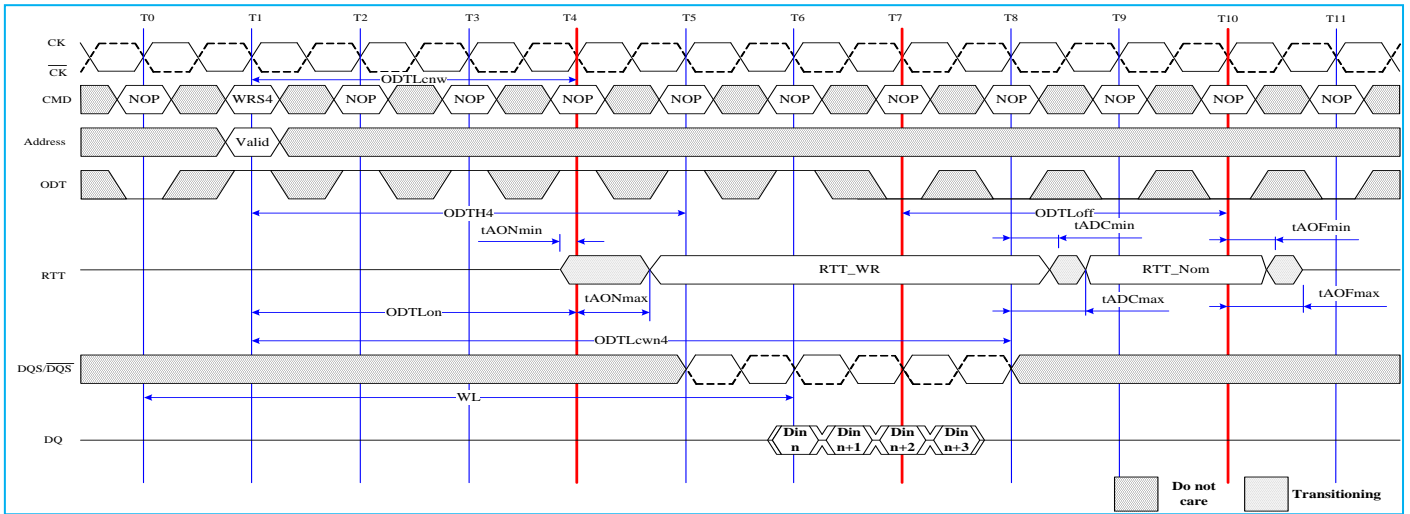 T0 T1 T2 T3 T4 T5 T6 T7 T8 T9 T10 T11
CK
CK
ODTLcnw
CMD NOP WRS4 NOP NOP NOP NOP NOP NOP NOP NOP NOP NOP
Address Valid
ODT
ODTH4 ODTLoff
tAONmin tADCmin tAOFmin
RTT RTT_WR RTT_Nom
tAONmax tADCmax tAOFmax
ODTLon
ODTLcwn4
DQS/DQS
WL
DQ Din n Din n+1 Din n+2 Din n+3
Do not care Transitioning